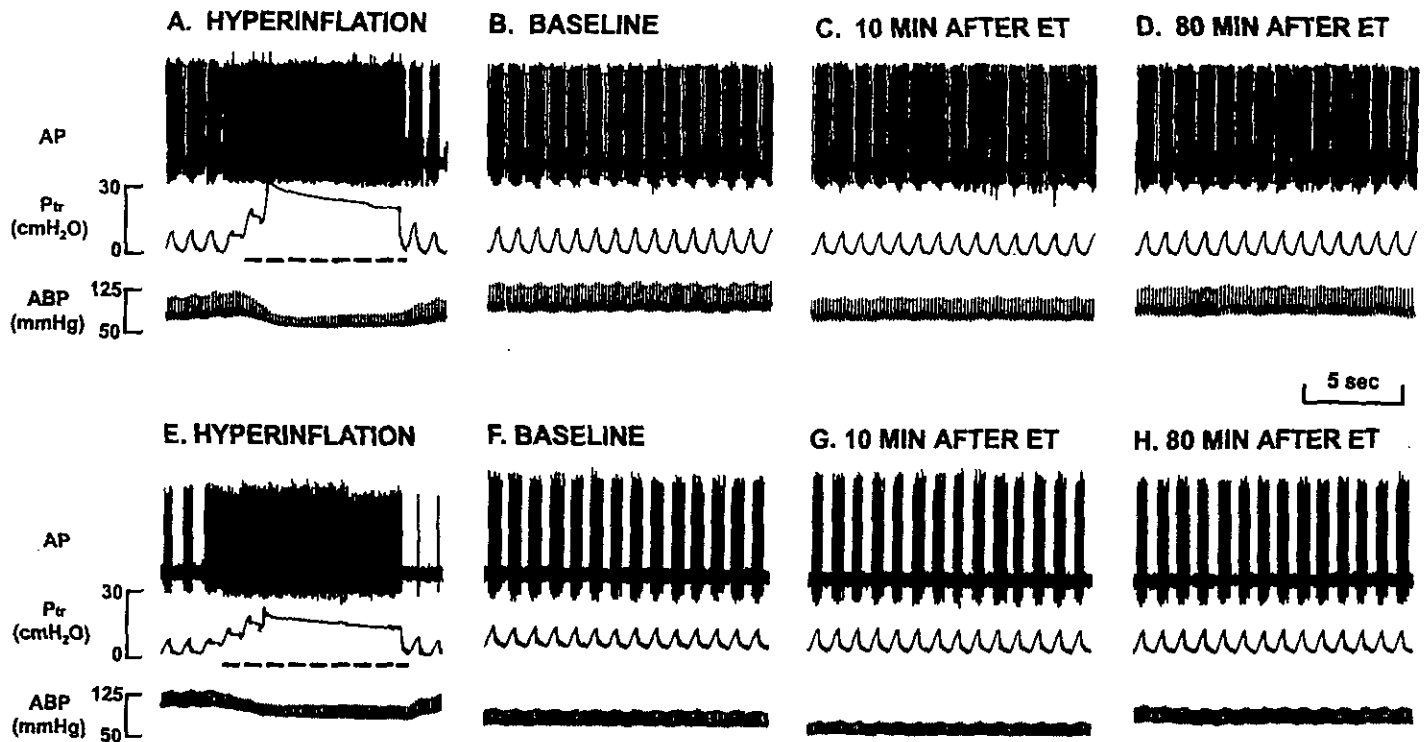 A. HYPERINFLATION
B. BASELINE
C. 10 MIN AFTER ET
D. 80 MIN AFTER ET
AP
30
Ptr
(cmH₂O)
0
ABP
(mmHg)
125
50
5 sec
E. HYPERINFLATION
F. BASELINE
G. 10 MIN AFTER ET
H. 80 MIN AFTER ET
AP
30
Ptr
(cmH₂O)
0
ABP
(mmHg)
125
50